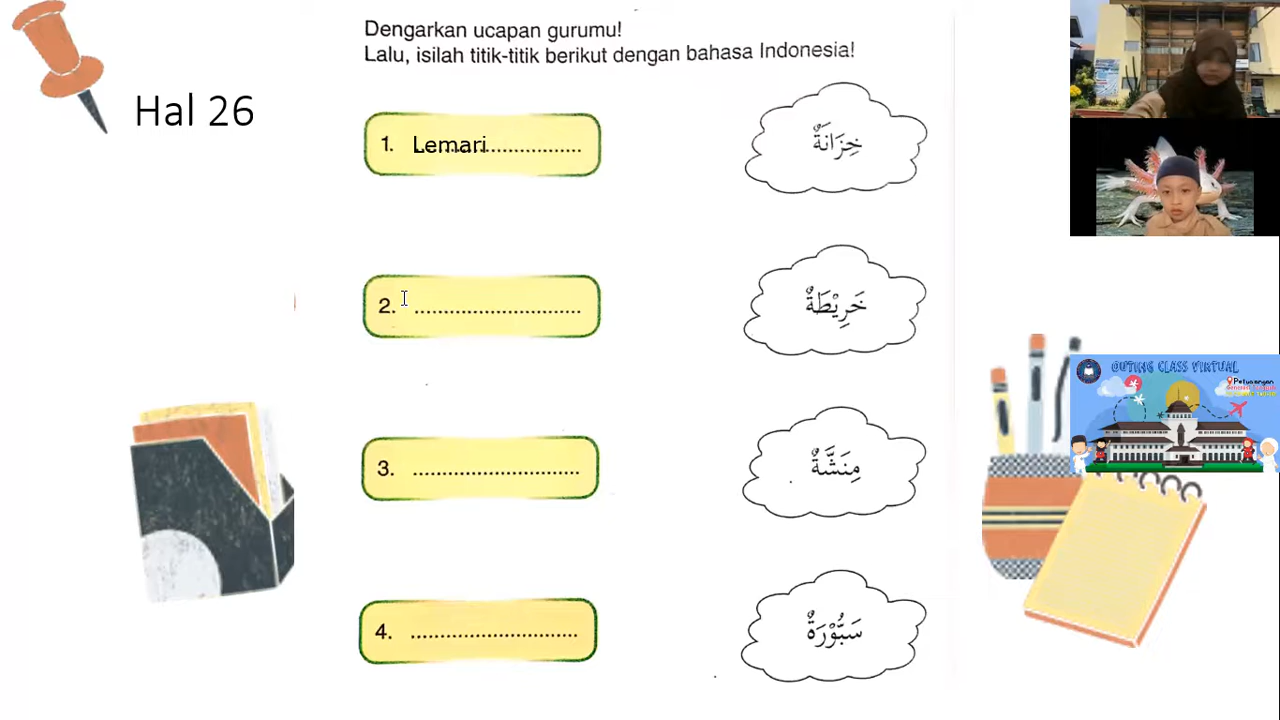 Dengarkan ucapan gurumu!
Lalu, isilah titik-titik berikut dengan bahasa Indonesia!
Hal 26
1. Lemari..................
خِزَانَةٌ
2. .............................
خَرِيْطَةٌ
3. .............................
مِنَشَّةٌ
4. .............................
سَبُّوْرَةٌ
OUTING CLASS VIRTUAL